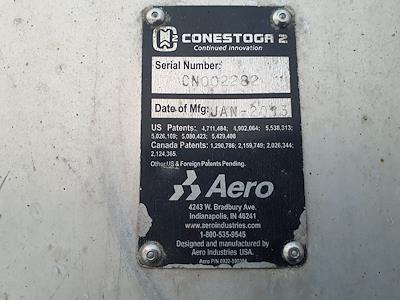 CONESTOGA 2
Continued innovation
Serial Number:
CN002282
Date of Mfg: JAN-2013
US Patents: 4,711,484; 4,902,064; 5,538,313;
5,026,109; 5,080,423; 5,429,408
Canada Patents: 1,290,786; 2,159,749; 2,026,344;
2,124,365.
Other US & Foreign Patents Pending.
Aero
4243 W. Bradbury Ave.
Indianapolis, IN 46241
www.aeroindustries.com
1-800-535-9545
Designed and manufactured by
Aero Industries USA.
Aero P/N